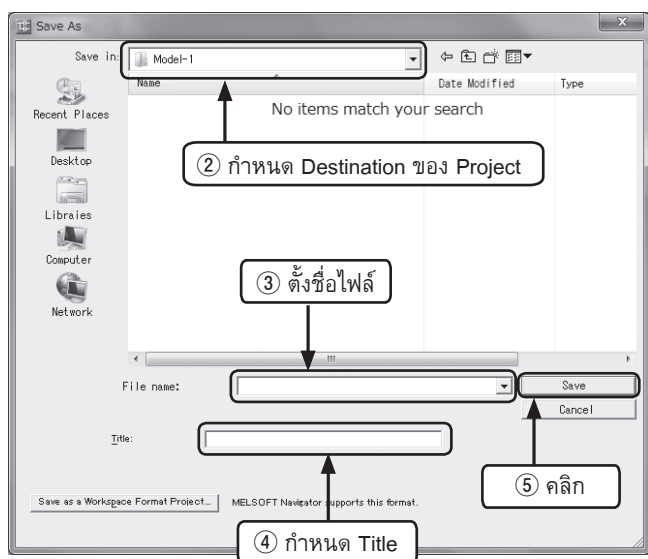 Save As
Save in:
Model-1
Name
Date Modified
Type
No items match your search
Recent Places
② กำหนด Destination ของ Project
Desktop
Libraies
Computer
③ ตั้งชื่อไฟล์
Network
File name:
Save
Cancel
Title:
⑤ คลิก
Save as a Workspace Format Project...
MELSOFT Navigator supports this format.
④ กำหนด Title